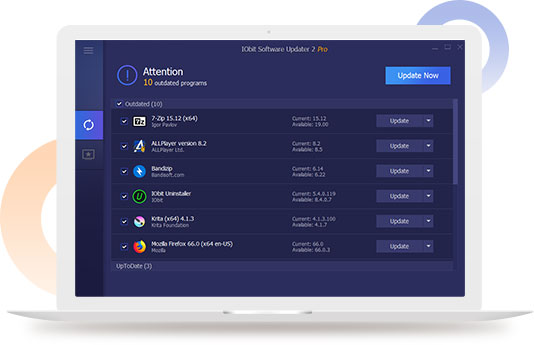 IObit Software Updater 2 Pro
Attention
10 outdated programs
Update Now
Outdated (10)
7z
7-Zip 15.12 (x64)
Igor Pavlov
Current: 15.12
Available: 19.00
Update
ALLPlayer version 8.2
ALLPlayer Ltd.
Current: 8.2
Available: 8.5
Update
Bandizip
Bandisoft.com
Current: 6.14
Available: 6.22
Update
IObit Uninstaller
IObit
Current: 5.4.0.119
Available: 8.4.0.7
Update
Krita (x64) 4.1.3
Krita Foundation
Current: 4.1.3.100
Available: 4.1.7
Update
Mozilla Firefox 66.0 (x64 en-US)
Mozilla
Current: 66.0
Available: 66.0.3
Update
UpToDate (3)